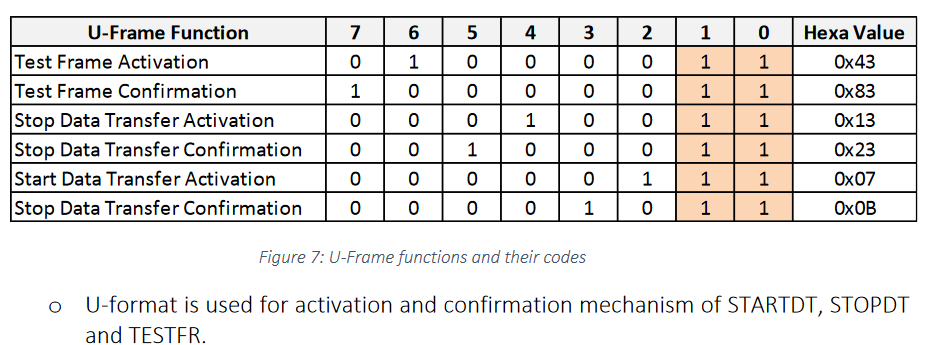 U-Frame Function 7 6 5 4 3 2 1 0 Hexa Value
Test Frame Activation 0 1 0 0 0 0 1 1 0x43
Test Frame Confirmation 1 0 0 0 0 0 1 1 0x83
Stop Data Transfer Activation 0 0 0 1 0 0 1 1 0x13
Stop Data Transfer Confirmation 0 0 1 0 0 0 1 1 0x23
Start Data Transfer Activation 0 0 0 0 0 1 1 1 0x07
Stop Data Transfer Confirmation 0 0 0 0 1 0 1 1 0x0B
Figure 7: U-Frame functions and their codes
o U-format is used for activation and confirmation mechanism of STARTDT, STOPDT
and TESTFR.